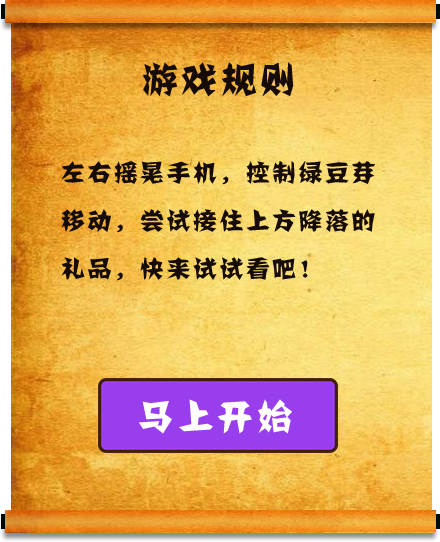 游戏规则
左右摇晃手机，控制绿豆芽
移动，尝试接住上方降落的
礼品，快来试试看吧！
马上开始